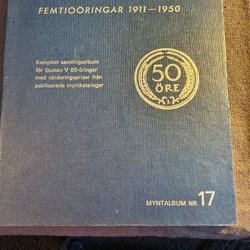 FEMTIOÖRINGAR 1911—1950
Komplett samlingsalbum
för Gustav V 50-öringar
med värderingspriser från
publicerade myntkataloger
50
ÖRE
MYNTALBUM NR 17